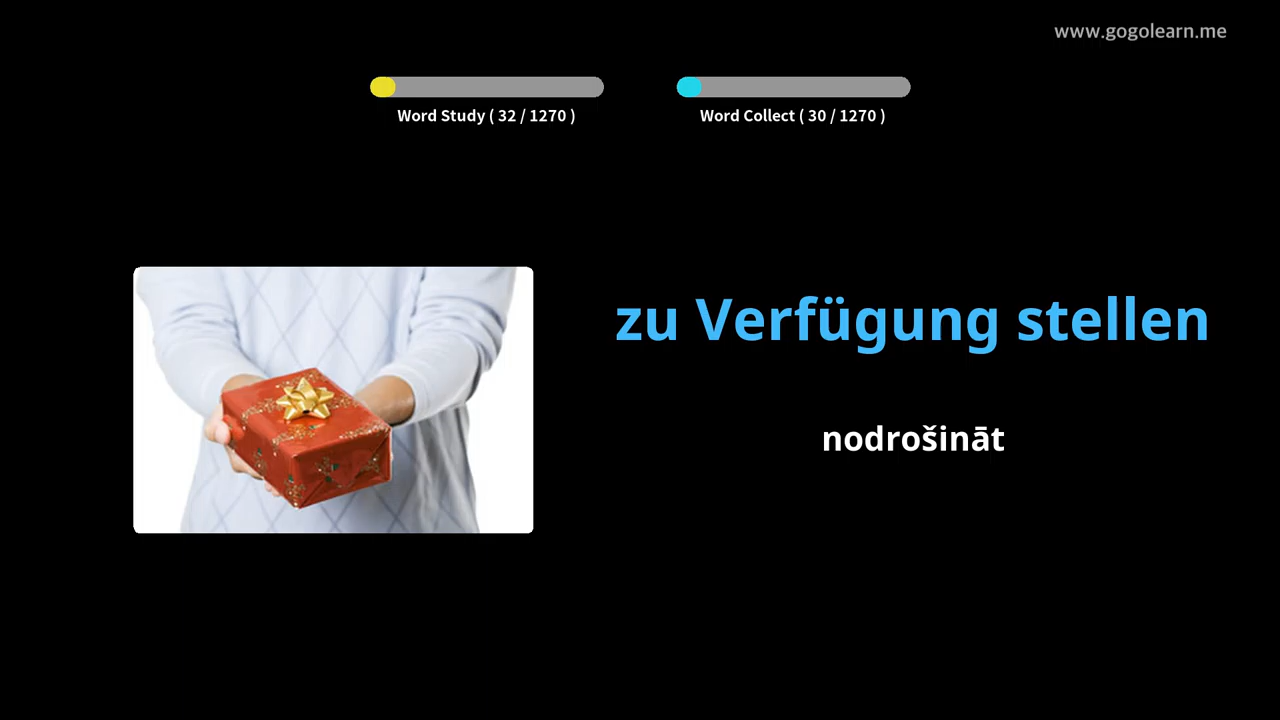 www.gogolearn.me
Word Study ( 32 / 1270 )
Word Collect ( 30 / 1270 )
zu Verfügung stellen
nodrošināt